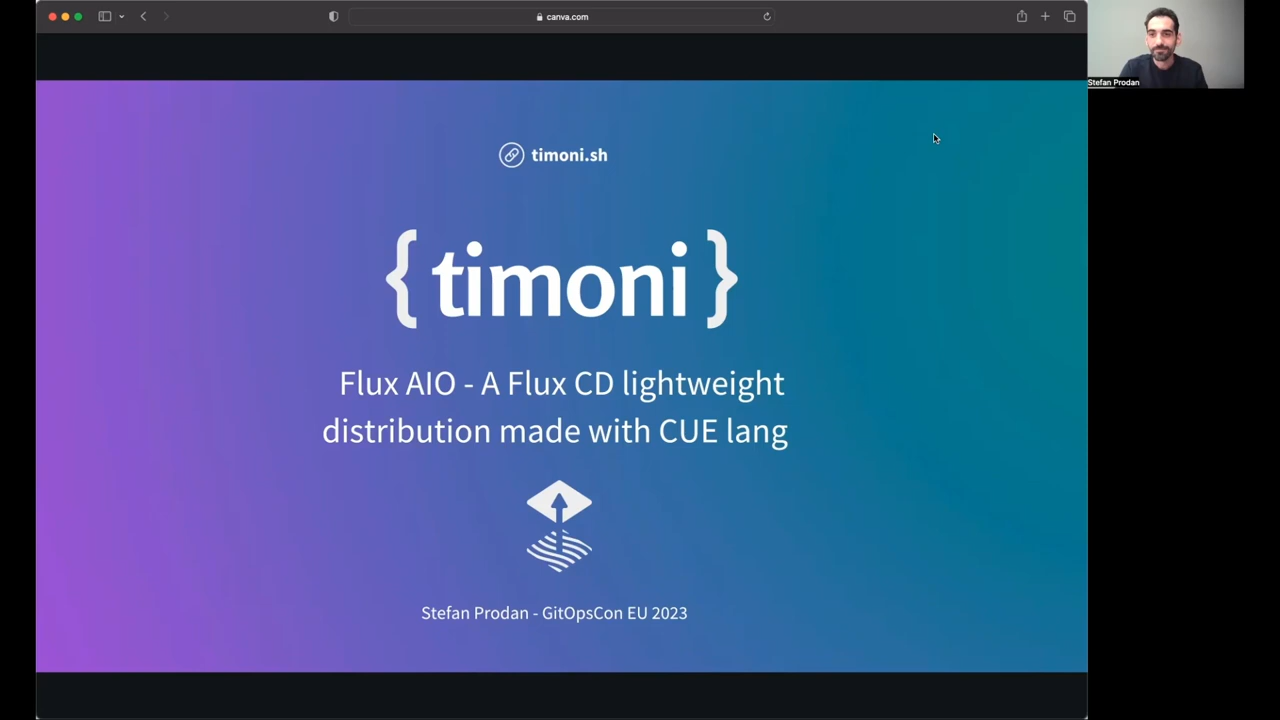 canva.com
Stefan Prodan
timoni.sh
{ timoni }
Flux AIO - A Flux CD lightweight
distribution made with CUE lang
Stefan Prodan - GitOpsCon EU 2023